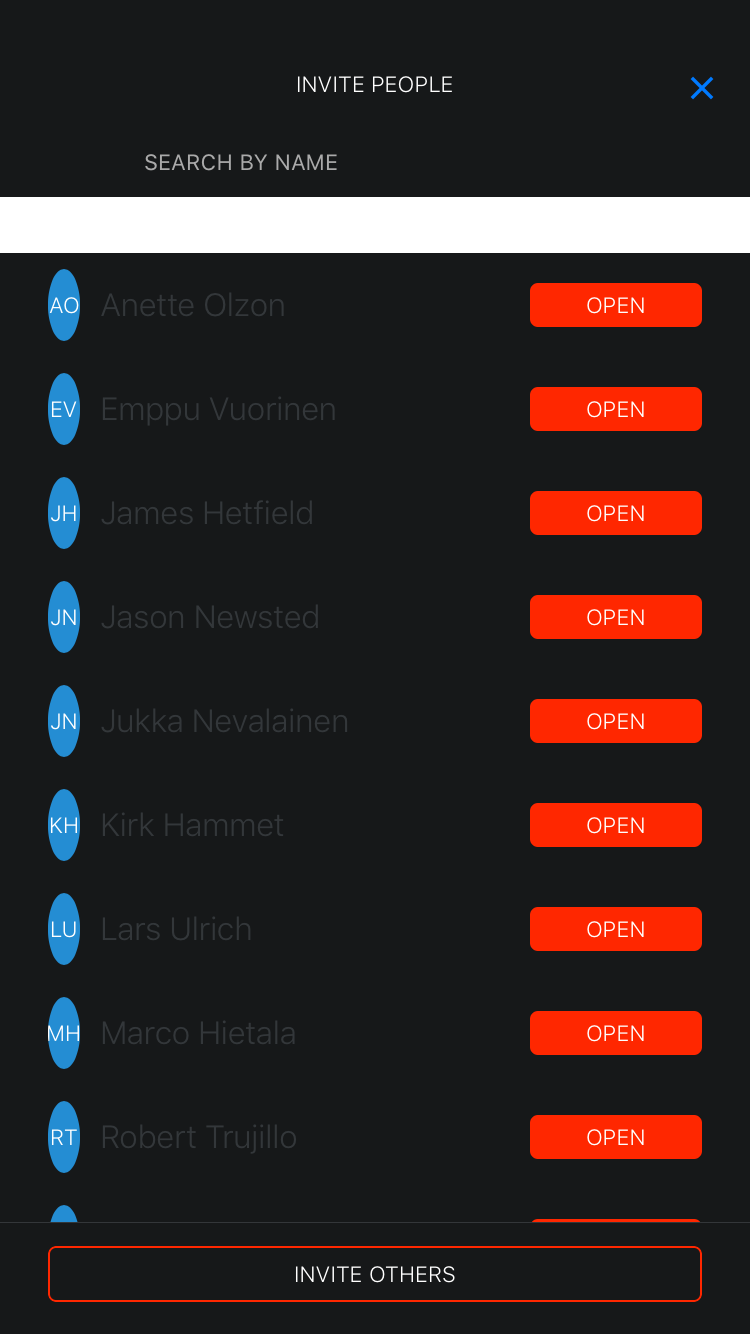 INVITE PEOPLE
SEARCH BY NAME
AO Anette Olzon OPEN
EV Emppu Vuorinen OPEN
JH James Hetfield OPEN
JN Jason Newsted OPEN
JN Jukka Nevalainen OPEN
KH Kirk Hammet OPEN
LU Lars Ulrich OPEN
MH Marco Hietala OPEN
RT Robert Trujillo OPEN
INVITE OTHERS